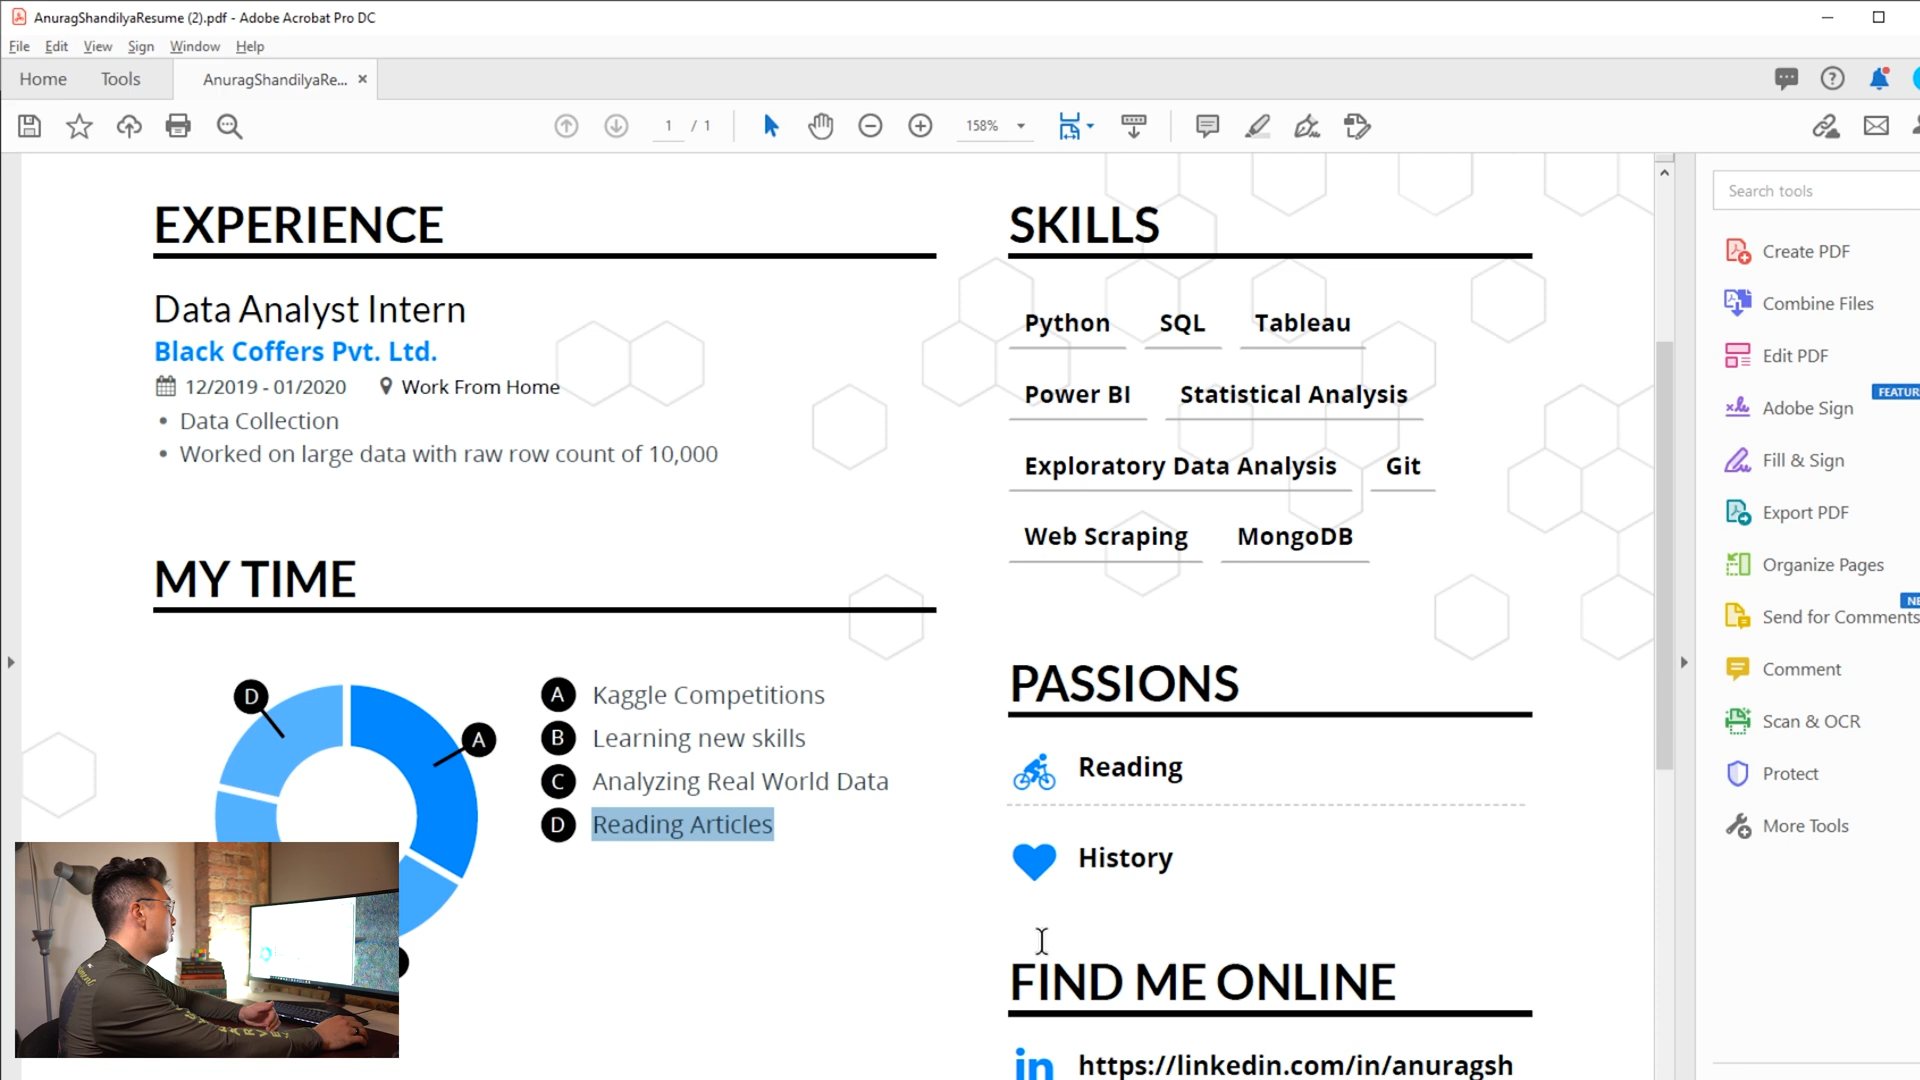 AnuragShandilyaResume (2).pdf - Adobe Acrobat Pro DC
File Edit View Sign Window Help
Home Tools AnuragShandilyaRe... ×
1 / 1 158%
Search tools
Create PDF
Combine Files
Edit PDF
FEATUR
Adobe Sign
Fill & Sign
Export PDF
Organize Pages
NE
Send for Comments
Comment
Scan & OCR
Protect
More Tools
EXPERIENCE
Data Analyst Intern
Black Coffers Pvt. Ltd.
12/2019 - 01/2020 Work From Home
• Data Collection
• Worked on large data with raw row count of 10,000
MY TIME
D
A
A Kaggle Competitions
B Learning new skills
C Analyzing Real World Data
D Reading Articles
SKILLS
Python SQL Tableau
Power BI Statistical Analysis
Exploratory Data Analysis Git
Web Scraping MongoDB
PASSIONS
Reading
History
FIND ME ONLINE
in https://linkedin.com/in/anuragsh